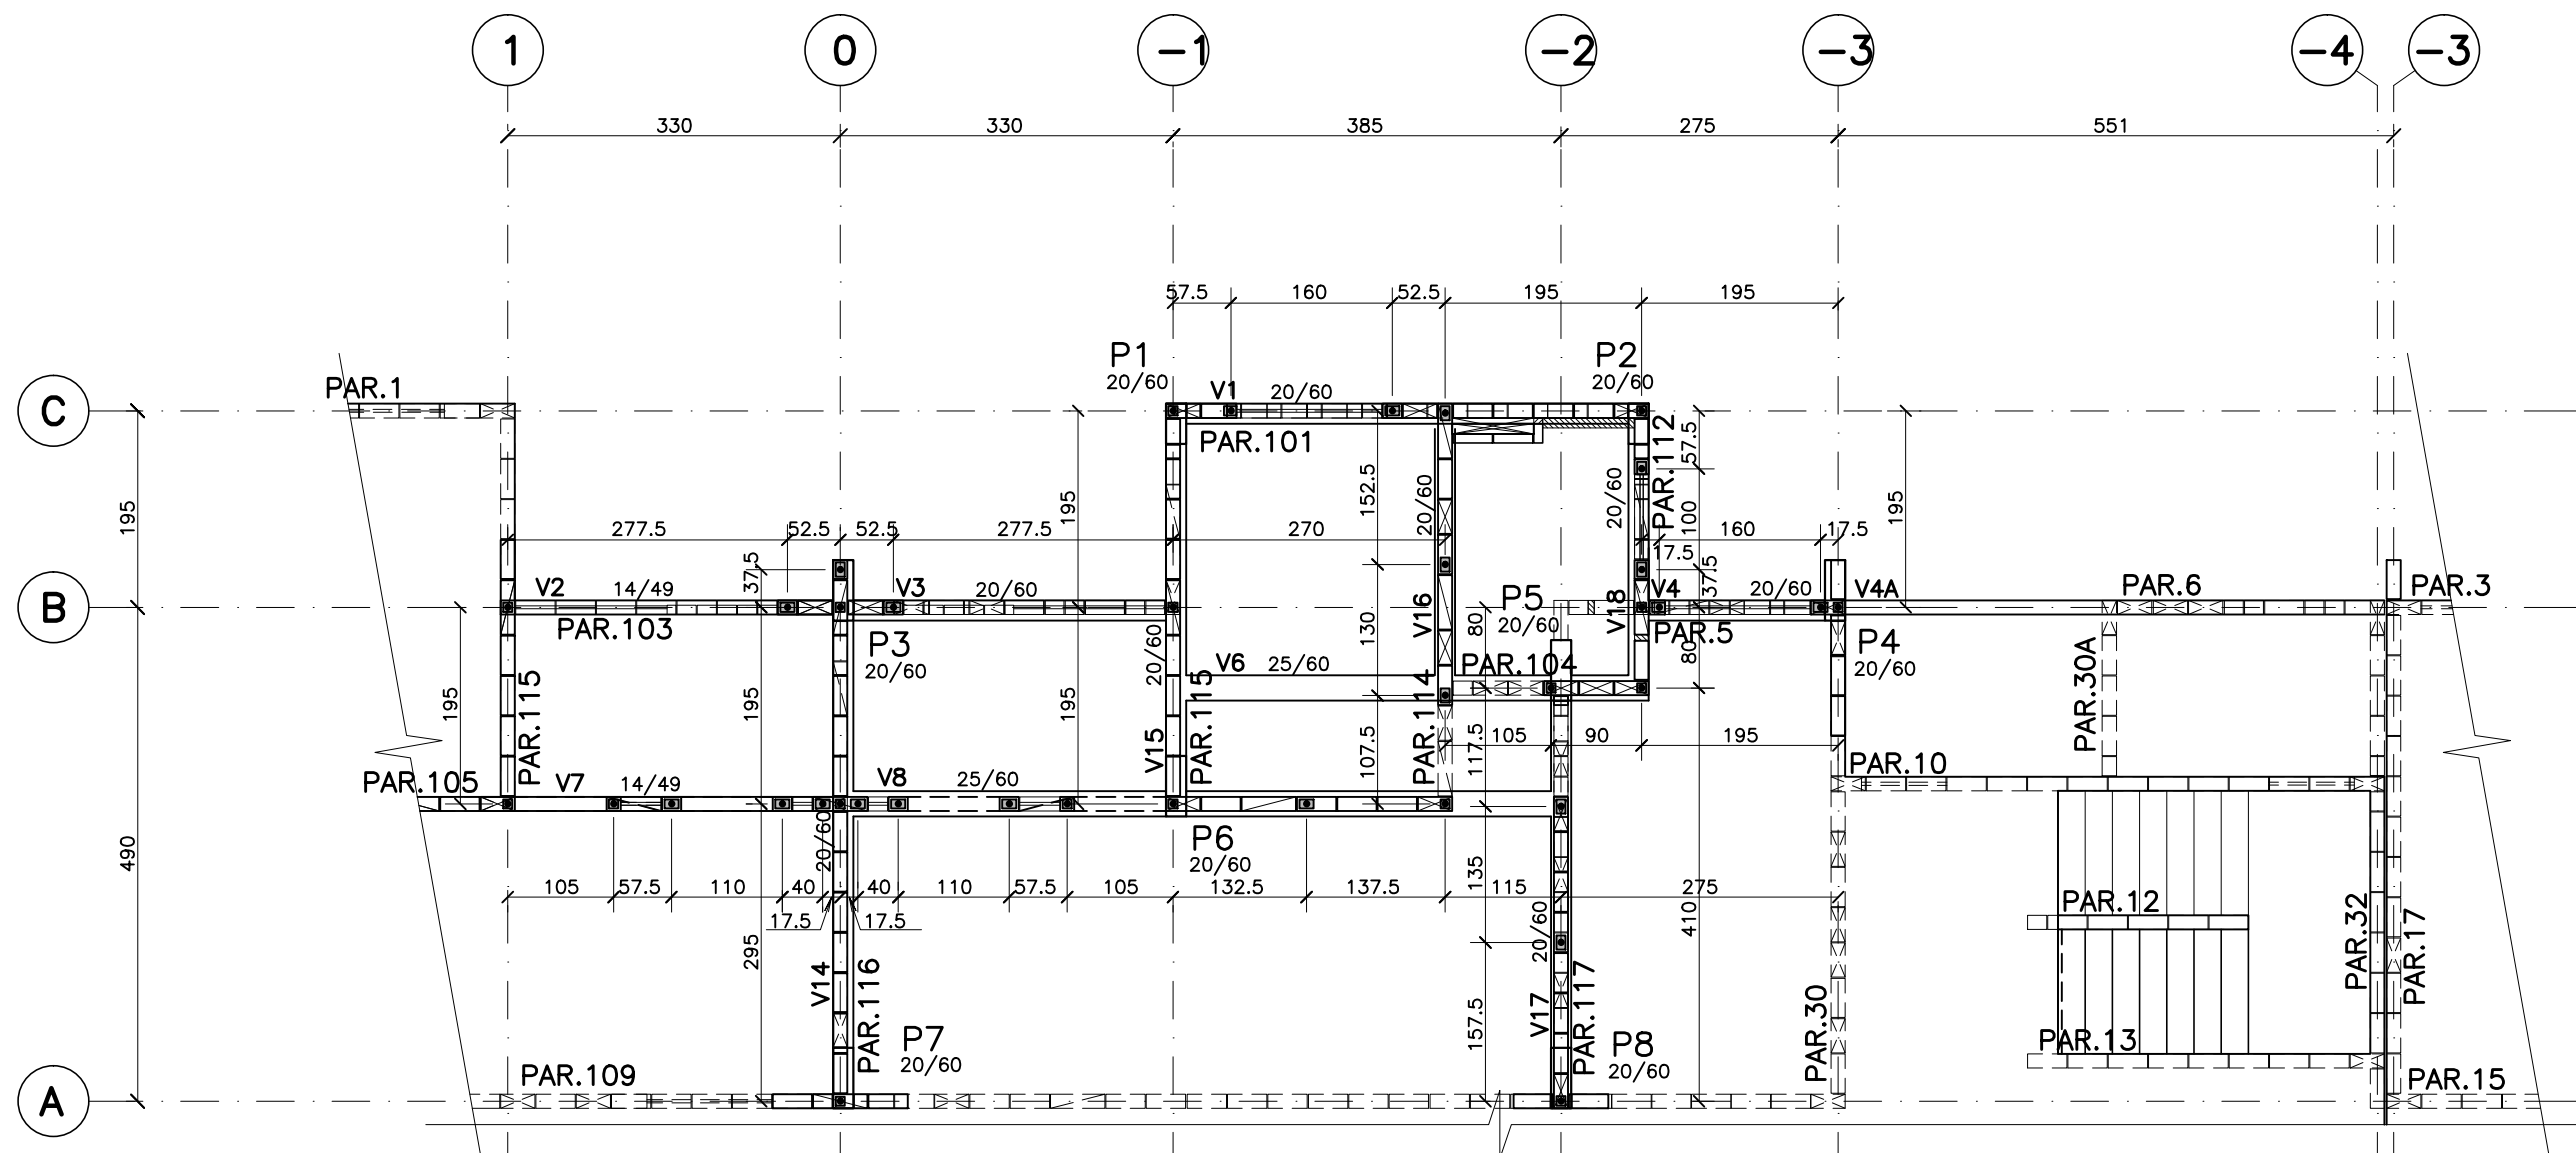 1 0 -1 -2 -3 -4 -3
330 330 385 275 551
57.5 160 52.5 195 195
P1 P2
20/60 20/60
PAR.1 V1 20/60
C
PAR.101 PAR.112 57.5
152.5 20/60 20/60
195 195 195 100
277.5 52.5 52.5 277.5 270 160 17.5
17.5
37.5 37.5
V2 14/49 V3 20/60 P5 V4 20/60 V4A PAR.6 PAR.3
B
20/60 V16 V18
PAR.103 P3 PAR.5 P4
20/60 20/60
130 80 80
20/60 V6 25/60 PAR.104 PAR.30A
195 195 195
PAR.115 PAR.115 PAR.114
V15 107.5 117.5
105 90 195
PAR.105 V7 14/49 V8 25/60 PAR.10
490 20/60 P6
20/60
135
105 57.5 110 40 40 110 57.5 105 132.5 137.5 115 275
17.5 17.5 410
PAR.12
295 20/60 PAR.32 PAR.17
V14 PAR.116 V17 PAR.117 PAR.30
157.5
P7 P8 PAR.13
20/60 20/60
PAR.109 PAR.15
A